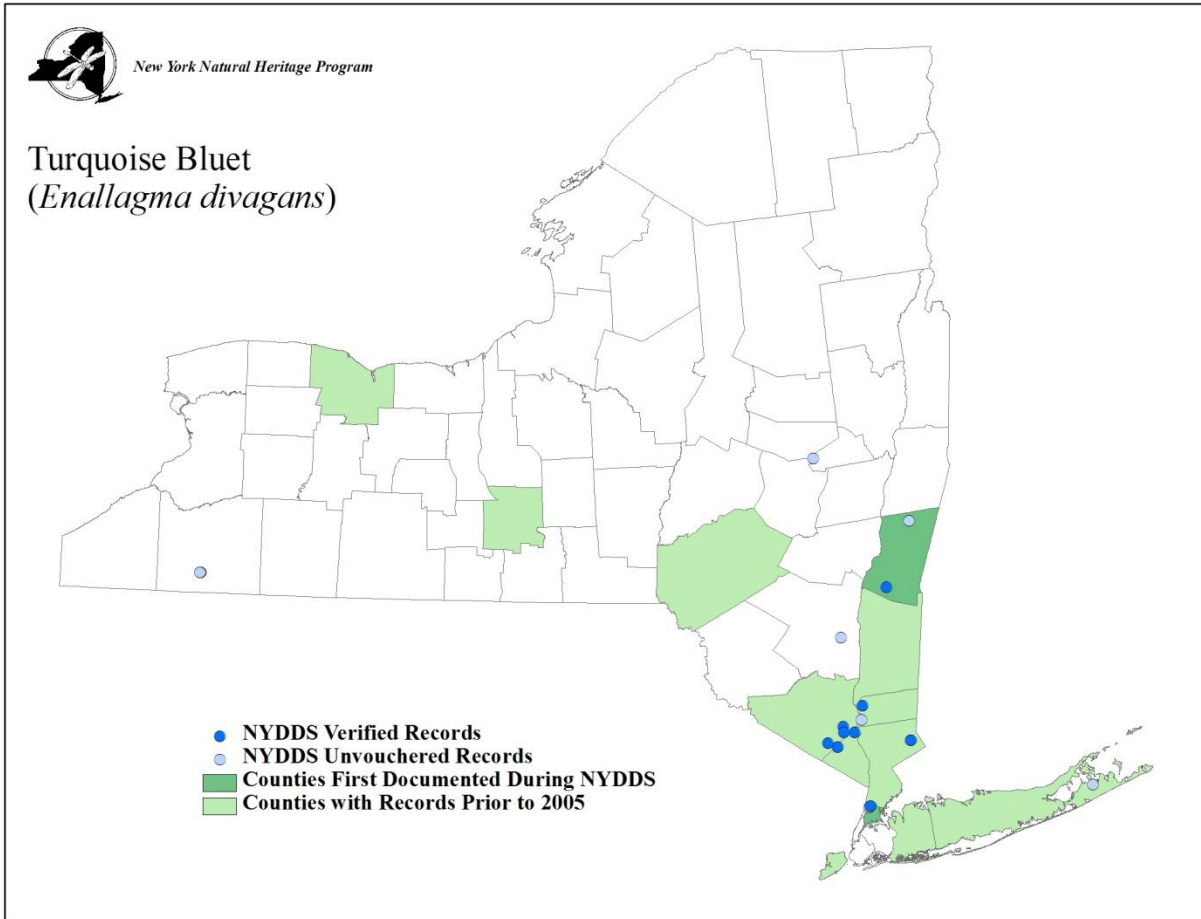 New York Natural Heritage Program
Turquoise Bluet
(Enallagma divagans)
NYDDS Verified Records
NYDDS Unvouchered Records
Counties First Documented During NYDDS
Counties with Records Prior to 2005